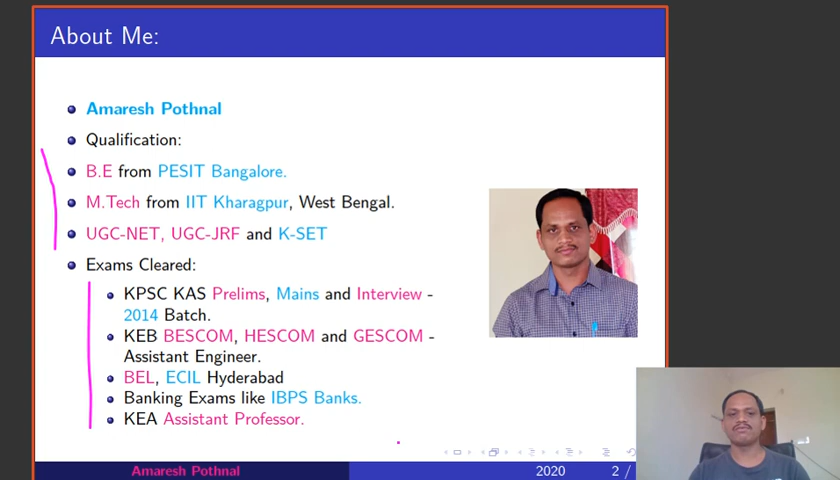 About Me:
Amaresh Pothnal
Qualification:
B.E from PESIT Bangalore.
M.Tech from IIT Kharagpur, West Bengal.
UGC-NET, UGC-JRF and K-SET
Exams Cleared:
KPSC KAS Prelims, Mains and Interview -
2014 Batch.
KEB BESCOM, HESCOM and GESCOM -
Assistant Engineer.
BEL, ECIL Hyderabad
Banking Exams like IBPS Banks.
KEA Assistant Professor.
Amaresh Pothnal 2020 2 /